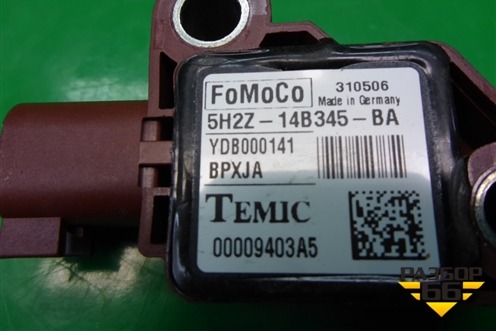 FoMoCo 310506
Made in Germany
5H2Z-14B345-BA
YDB000141
BPXJA
TEMIC
00009403A5
РАЗБОР
66